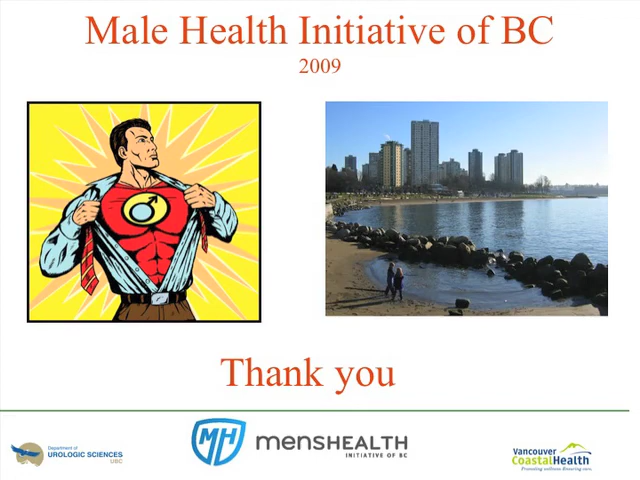 Male Health Initiative of BC
2009
Thank you
Department of
UROLOGIC SCIENCES
UBC
MH
mensHEALTH
INITIATIVE OF BC
Vancouver
CoastalHealth
Promoting wellness. Ensuring care.